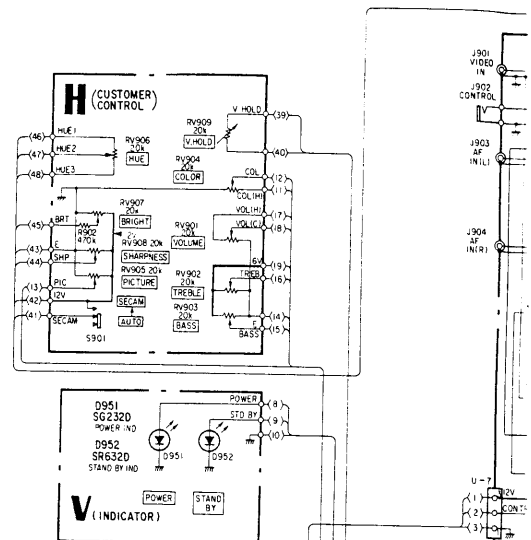 J901
VIDEO
IN
J902
CONTROL
V
J903
AF
IN(L)
J904
AF
IN(R)
H (CUSTOMER CONTROL)
RV909
20k
V.HOLD
V HOLD
(39)
(40)
(46)
HUE1
(47)
HUE2
(48)
HUE3
RV906
20k
HUE
RV904
20k
COLOR
COL
(12)
COL(H)
(11)
VOL(H)
(17)
VOL(C)
(18)
RV907
20k
BRIGHT
(45)
BRT
R902
470k
(43)
E
(44)
SHP
RV908 20k
SHARPNESS
RV905 20k
PICTURE
(13)
PIC
(42)
12V
(41)
SECAM
S901
SECAM
AUTO
RV901
20k
VOLUME
6V
(19)
TREB
(16)
RV902
20k
TREBLE
RV903
20k
BASS
(14)
E
BASS
(15)
D951
SG232D
POWER IND
D952
SR632D
STAND BY IND
POWER
(8)
STD BY
(9)
(10)
D951
D952
V (INDICATOR)
POWER
STAND
BY
U-7
(1)
12V
(2)
(3)